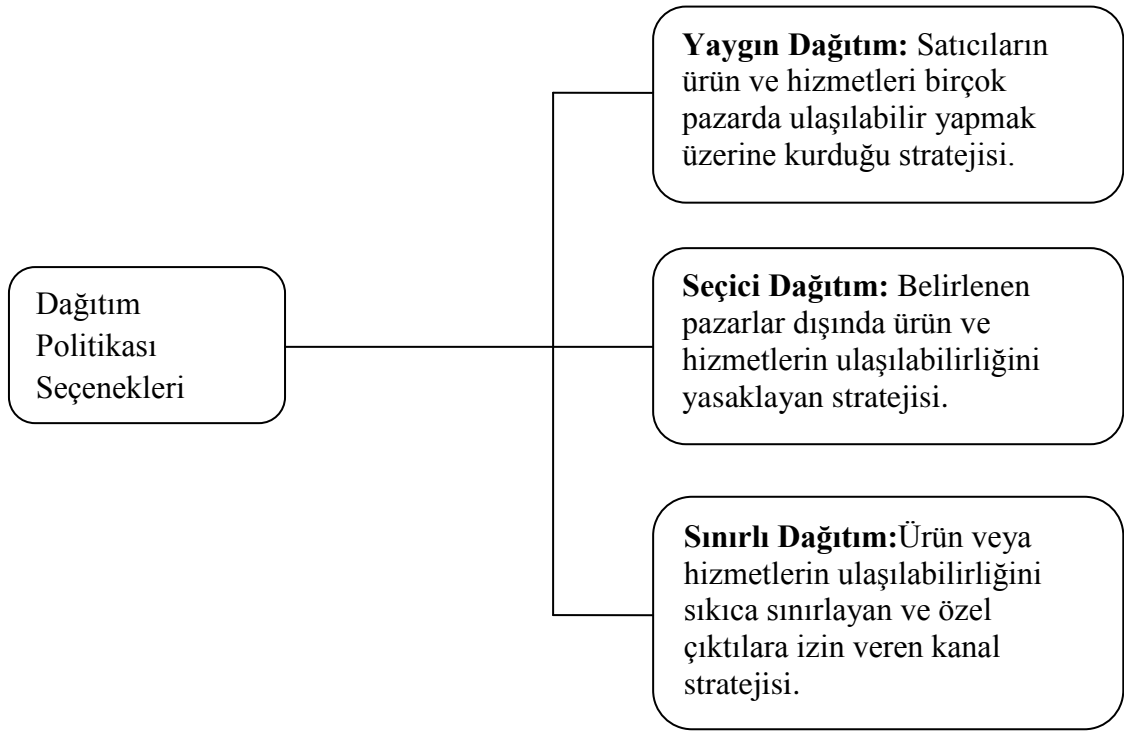 Yaygın Dağıtım: Satıcıların
ürün ve hizmetleri birçok
pazarda ulaşılabilir yapmak
üzerine kurduğu stratejisi.
Dağıtım
Politikası
Seçenekleri
Seçici Dağıtım: Belirlenen
pazarlar dışında ürün ve
hizmetlerin ulaşılabilirliğini
yasaklayan stratejisi.
Sınırlı Dağıtım:Ürün veya
hizmetlerin ulaşılabilirliğini
sıkıca sınırlayan ve özel
çıktılara izin veren kanal
stratejisi.